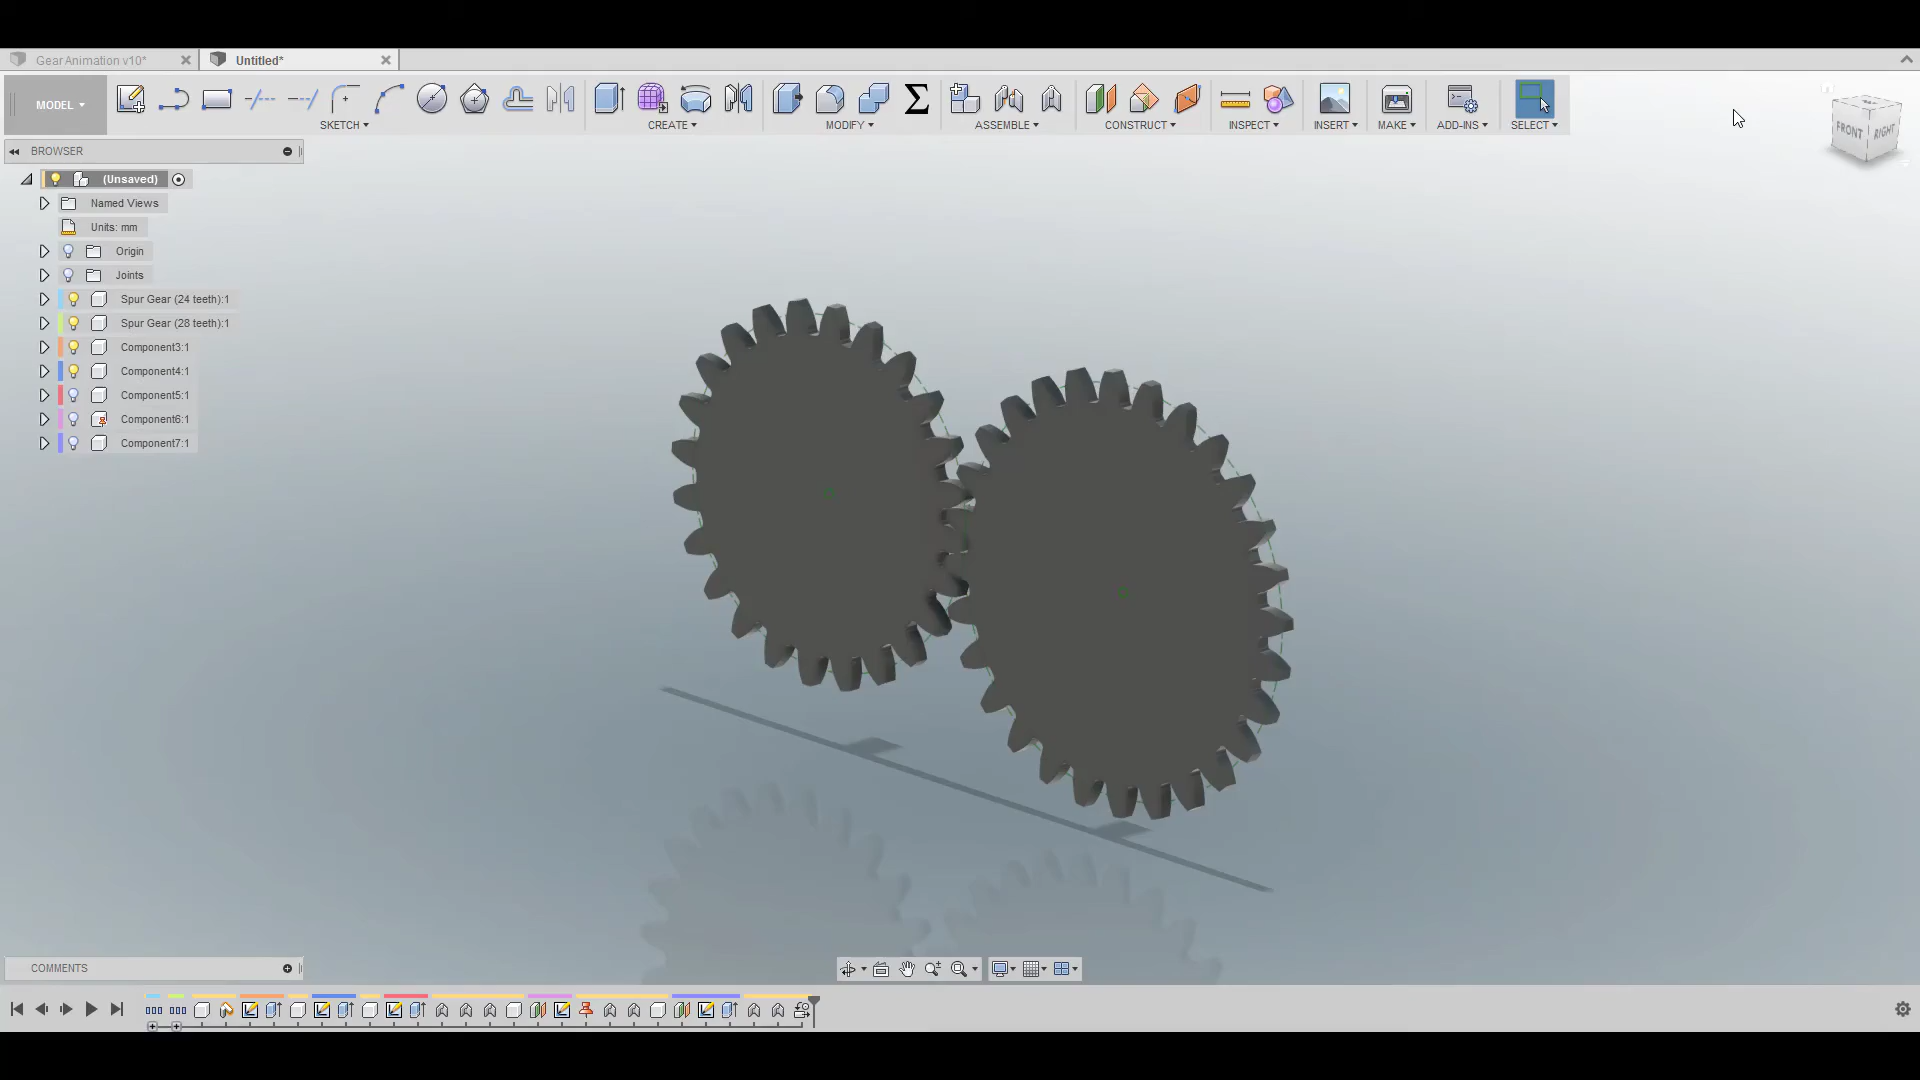 Gear Animation v10*
Untitled*
MODEL
SKETCH
CREATE
MODIFY
ASSEMBLE
CONSTRUCT
INSPECT
INSERT
MAKE
ADD-INS
SELECT
FRONT
RIGHT
BROWSER
(Unsaved)
Named Views
Units: mm
Origin
Joints
Spur Gear (24 teeth):1
Spur Gear (28 teeth):1
Component3:1
Component4:1
Component5:1
Component6:1
Component7:1
COMMENTS